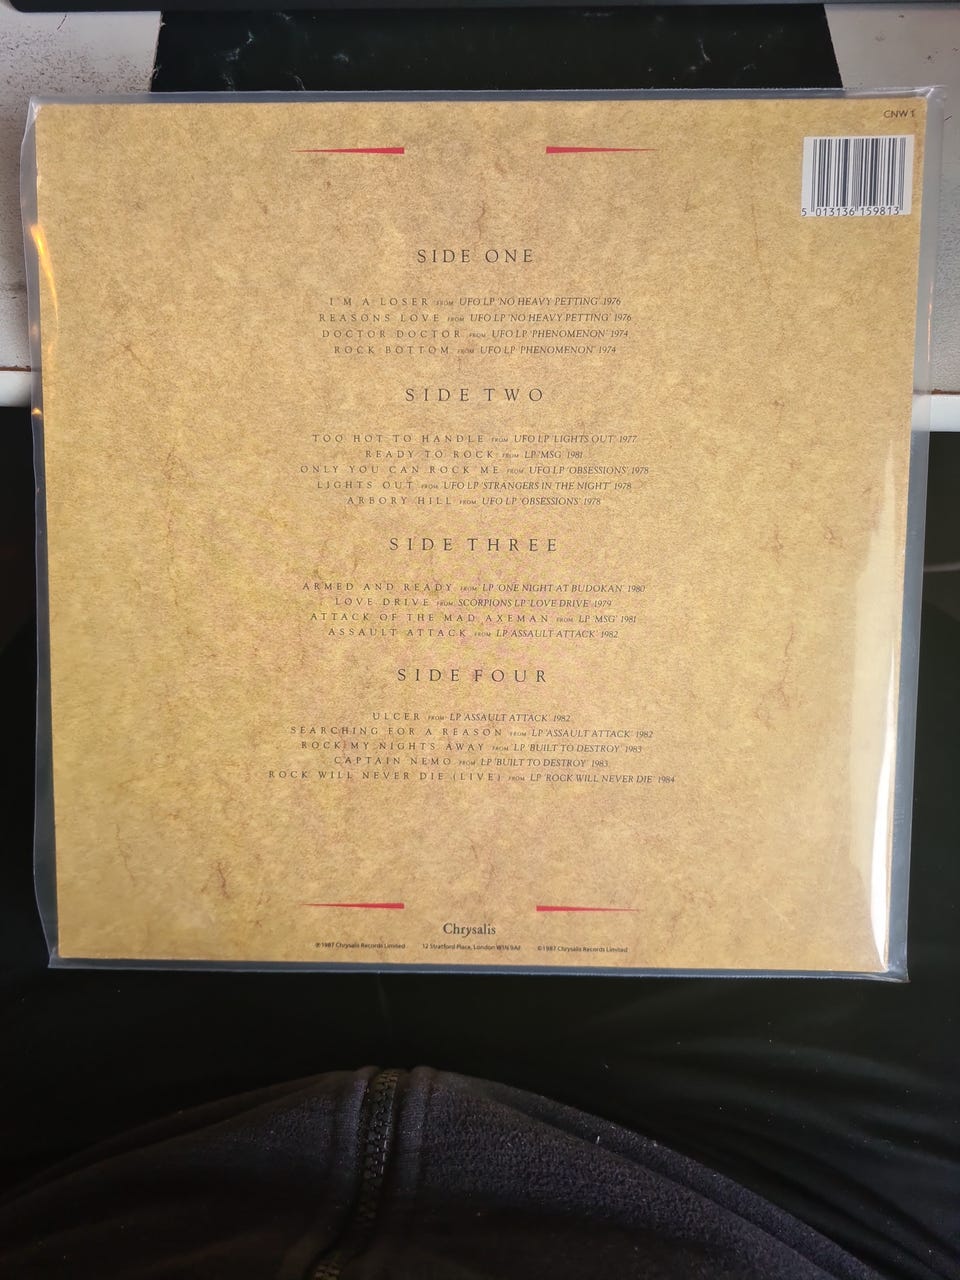 CNW 1
5 013136 159813
SIDE ONE
I'M A LOSER FROM UFO LP 'NO HEAVY PETTING' 1976
REASONS LOVE FROM UFO LP 'NO HEAVY PETTING' 1976
DOCTOR DOCTOR FROM UFO LP 'PHENOMENON' 1974
ROCK BOTTOM FROM UFO LP 'PHENOMENON' 1974
SIDE TWO
TOO HOT TO HANDLE FROM UFO LP 'LIGHTS OUT' 1977
READY TO ROCK FROM LP 'MSG' 1981
ONLY YOU CAN ROCK ME FROM UFO LP 'OBSESSIONS' 1978
LIGHTS OUT FROM UFO LP 'STRANGERS IN THE NIGHT' 1978
ARBORY HILL FROM UFO LP 'OBSESSIONS' 1978
SIDE THREE
ARMED AND READY FROM LP 'ONE NIGHT AT BUDOKAN' 1980
LOVE DRIVE FROM SCORPIONS LP 'LOVE DRIVE' 1979
ATTACK OF THE MAD AXEMAN FROM LP 'MSG' 1981
ASSAULT ATTACK FROM LP 'ASSAULT ATTACK' 1982
SIDE FOUR
ULCER FROM LP 'ASSAULT ATTACK' 1982
SEARCHING FOR A REASON FROM LP 'ASSAULT ATTACK' 1982
ROCK MY NIGHTS AWAY FROM LP 'BUILT TO DESTROY' 1983
CAPTAIN NEMO FROM LP 'BUILT TO DESTROY' 1983
ROCK WILL NEVER DIE (LIVE) FROM LP 'ROCK WILL NEVER DIE' 1984
Chrysalis
℗1987 Chrysalis Records Limited 12 Stratford Place, London W1N 9AF ©1987 Chrysalis Records Limited